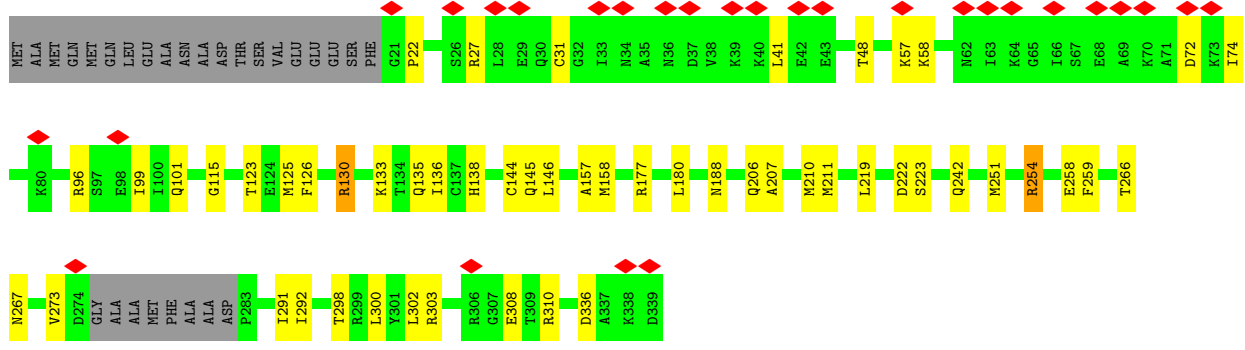 MET ALA MET GLN MET GLN LEU GLU ALA ASN ALA ASP THR SER VAL GLU GLU GLU SER PHE G21 P22 S26 R27 L28 E29 Q30 C31 G32 I33 N34 A35 N36 D37 V38 K39 K40 L41 E42 E43 T48 K57 K58 N62 I63 K64 G65 I66 S67 E68 A69 K70 A71 D72 K73 I74
K80 R96 S97 E98 I99 I100 Q101 G115 T123 E124 M125 F126 R130 K133 T134 Q135 I136 C137 H138 C144 Q145 L146 A157 M158 R177 L180 N188 Q206 A207 M210 M211 L219 D222 S223 Q242 M251 R254 E258 F259 T266
N267 V273 D274 GLY ALA ALA MET PHE ALA ALA ASP P283 I291 I292 T298 R299 L300 Y301 L302 R303 R306 G307 E308 T309 R310 D336 A337 K338 D339